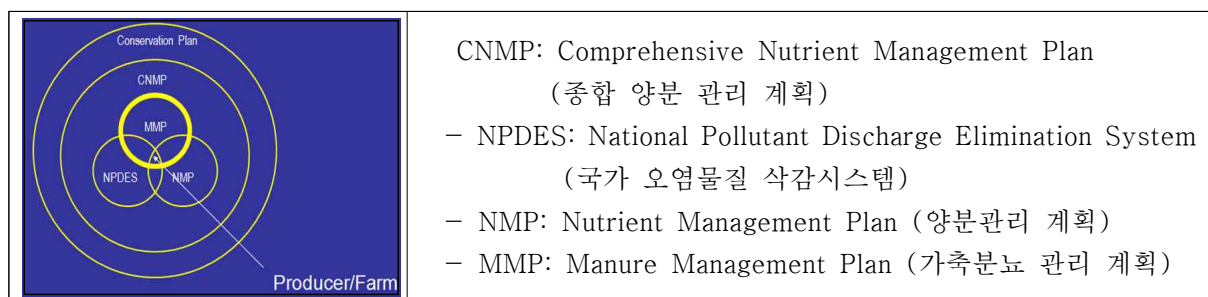 Conservation Plan
CNMP
MMP
NPDES
NMP
Producer/Farm
CNMP: Comprehensive Nutrient Management Plan
(종합 양분 관리 계획)
- NPDES: National Pollutant Discharge Elimination System
(국가 오염물질 삭감시스템)
- NMP: Nutrient Management Plan (양분관리 계획)
- MMP: Manure Management Plan (가축분뇨 관리 계획)